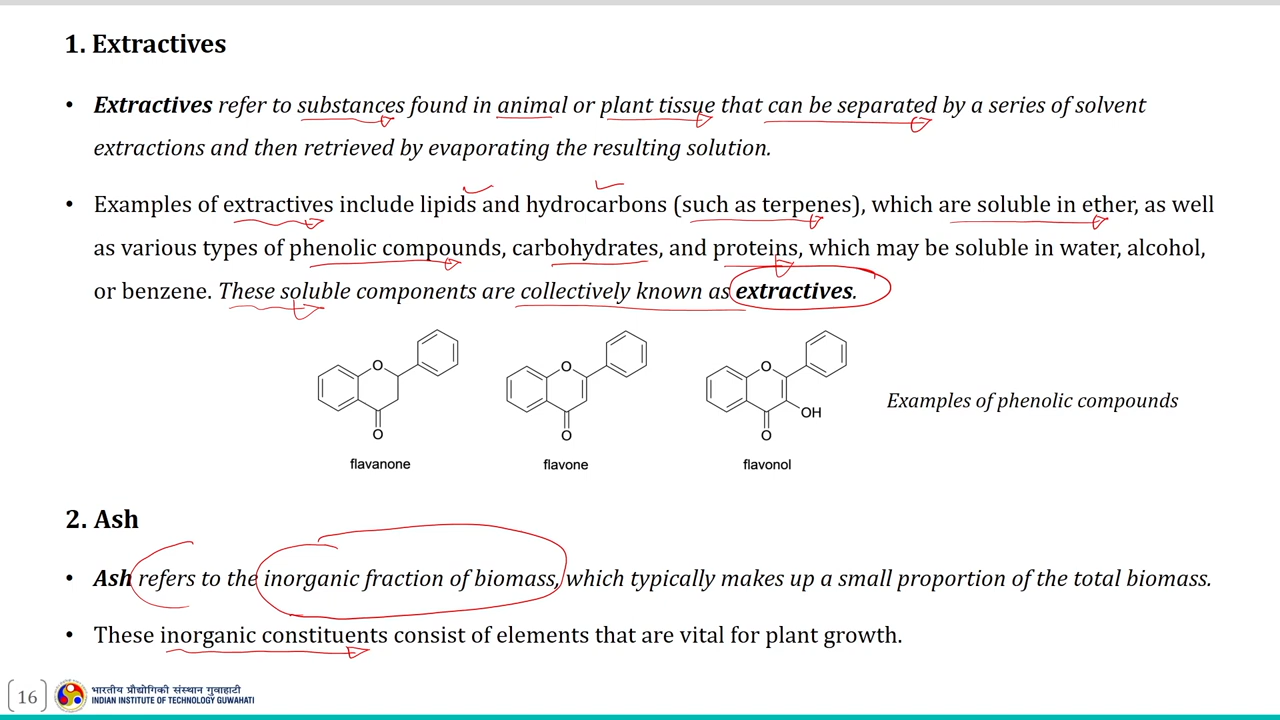 1. Extractives
• Extractives refer to substances found in animal or plant tissue that can be separated by a series of solvent
extractions and then retrieved by evaporating the resulting solution.
• Examples of extractives include lipids and hydrocarbons (such as terpenes), which are soluble in ether, as well
as various types of phenolic compounds, carbohydrates, and proteins, which may be soluble in water, alcohol,
or benzene. These soluble components are collectively known as extractives.
O
O
O
O
O
OH
O
Examples of phenolic compounds
flavanone
flavone
flavonol
2. Ash
• Ash refers to the inorganic fraction of biomass, which typically makes up a small proportion of the total biomass.
• These inorganic constituents consist of elements that are vital for plant growth.
16
भारतीय प्रौद्योगिकी संस्थान गुवाहाटी
INDIAN INSTITUTE OF TECHNOLOGY GUWAHATI